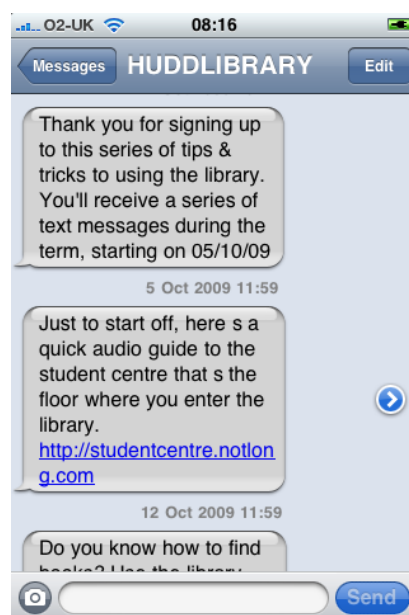 O2-UK 08:16
Messages HUDDLIBRARY Edit
Thank you for signing up
to this series of tips &
tricks to using the library.
You'll receive a series of
text messages during the
term, starting on 05/10/09
5 Oct 2009 11:59
Just to start off, here s a
quick audio guide to the
student centre that s the
floor where you enter the
library.
http://studentcentre.notlon
g.com
12 Oct 2009 11:59
Do you know how to find
books? Use the library
Send